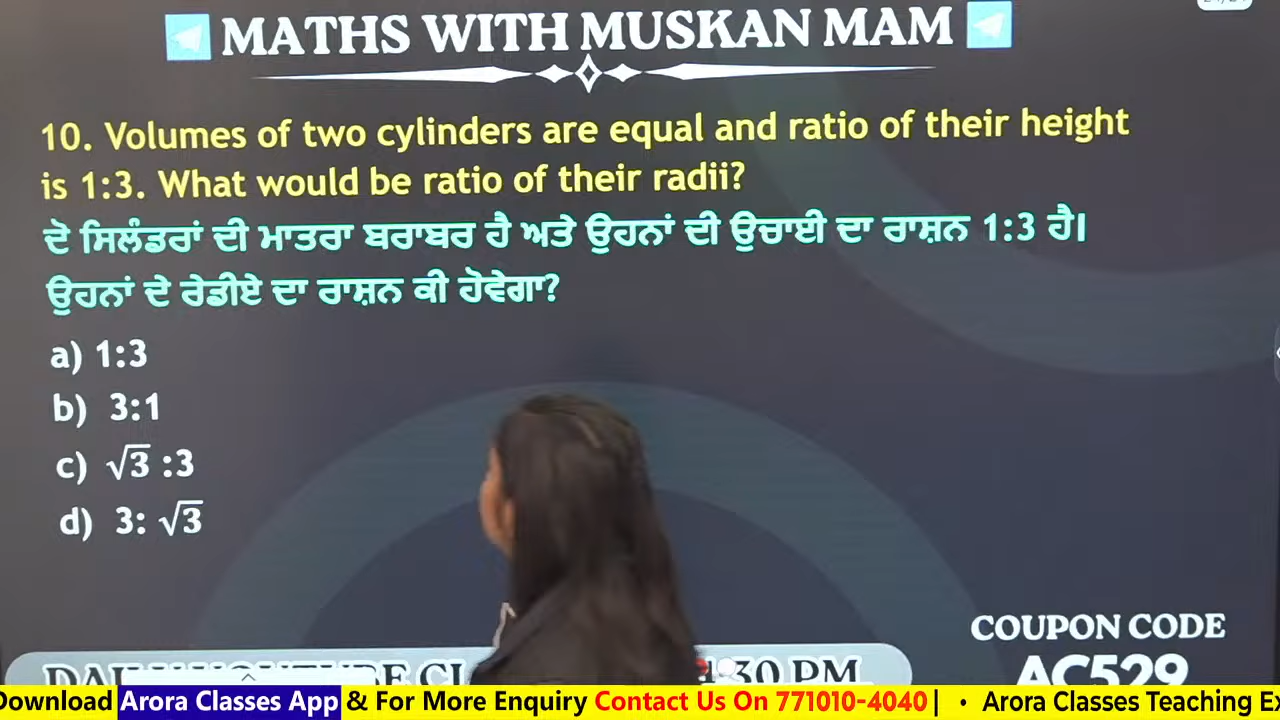 MATHS WITH MUSKAN MAM
10. Volumes of two cylinders are equal and ratio of their height
is 1:3. What would be ratio of their radii?
ਦੋ ਸਿਲੰਡਰਾਂ ਦੀ ਮਾਤਰਾ ਬਰਾਬਰ ਹੈ ਅਤੇ ਉਹਨਾਂ ਦੀ ਉਚਾਈ ਦਾ ਰਾਸ਼ਨ 1:3 ਹੈ।
ਉਹਨਾਂ ਦੇ ਰੇਡੀਏ ਦਾ ਰਾਸ਼ਨ ਕੀ ਹੋਵੇਗਾ?
a) 1:3
b) 3:1
c) √3 :3
d) 3: √3
COUPON CODE
AC529
:30 PM
Download Arora Classes App & For More Enquiry Contact Us On 771010-4040 | • Arora Classes Teaching